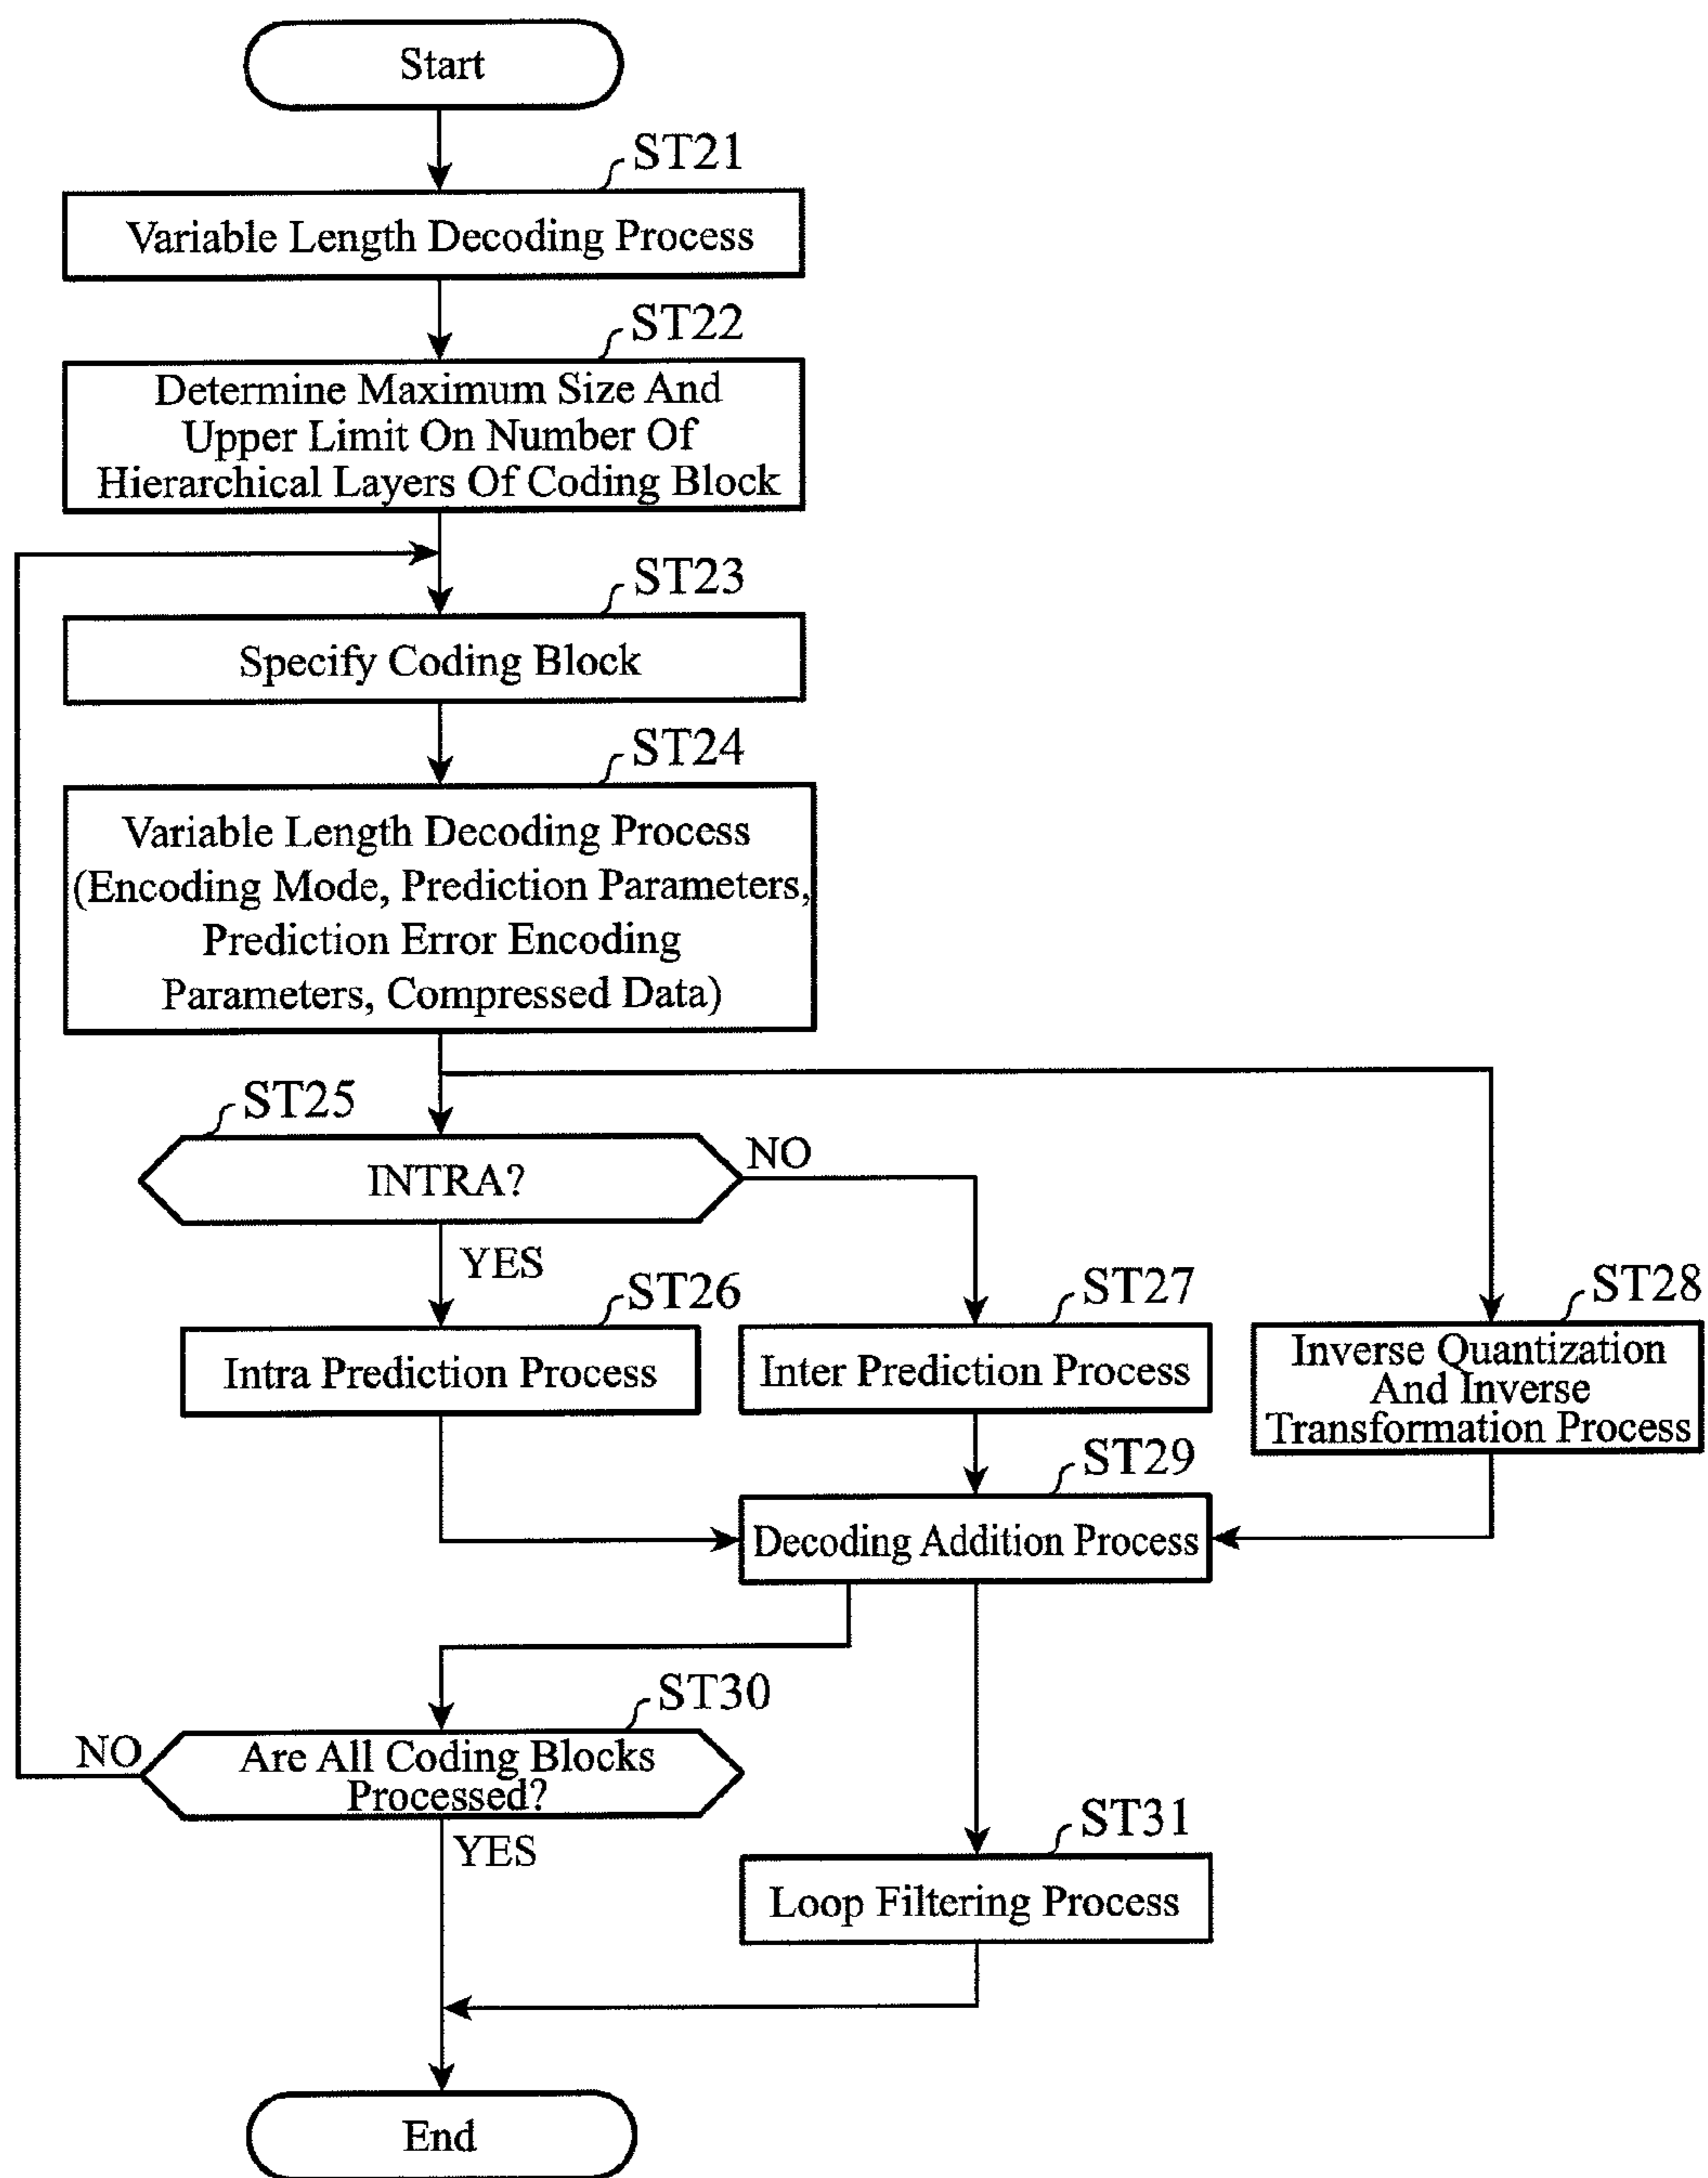 Start
ST21
Variable Length Decoding Process
ST22
Determine Maximum Size And
Upper Limit On Number Of
Hierarchical Layers Of Coding Block
ST23
Specify Coding Block
ST24
Variable Length Decoding Process
(Encoding Mode, Prediction Parameters,
Prediction Error Encoding
Parameters, Compressed Data)
ST25
INTRA?
NO
YES
ST26
Intra Prediction Process
ST27
Inter Prediction Process
ST28
Inverse Quantization
And Inverse
Transformation Process
ST29
Decoding Addition Process
ST30
Are All Coding Blocks
Processed?
NO
YES
ST31
Loop Filtering Process
End